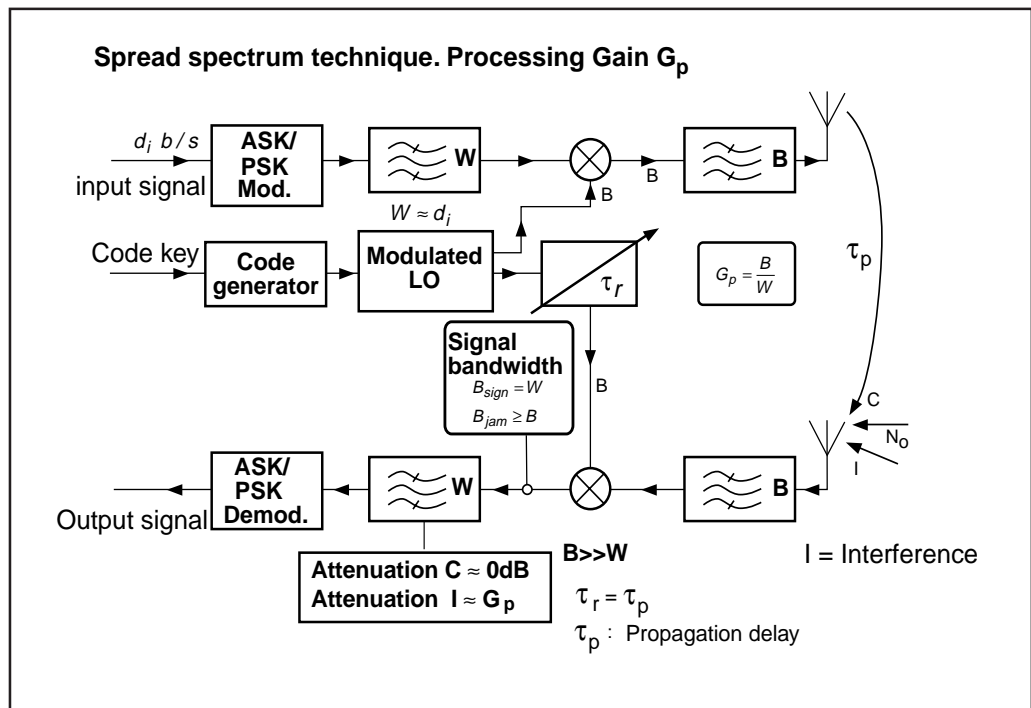 Spread spectrum technique. Processing Gain Gp
di b/s
input signal
ASK/
PSK
Mod.
W
B
B
B
W ≈ di
Code key
Code
generator
Modulated
LO
τr
Gp = B/W
τp
Signal
bandwidth
Bsign = W
Bjam ≥ B
B
C
No
I
ASK/
PSK
Demod.
W
B
Output signal
I = Interference
B>>W
Attenuation C ≈ 0dB
Attenuation I ≈ Gp
τr = τp
τp : Propagation delay